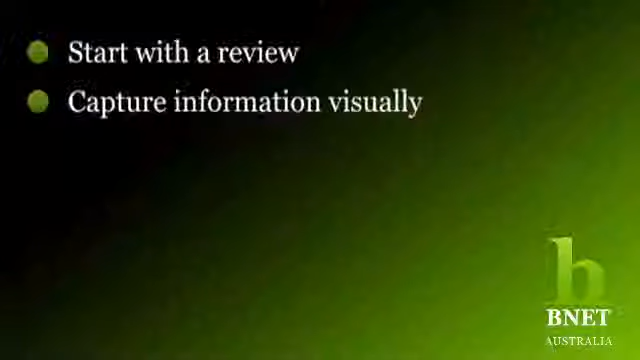 Start with a review
Capture information visually
b
BNET
AUSTRALIA